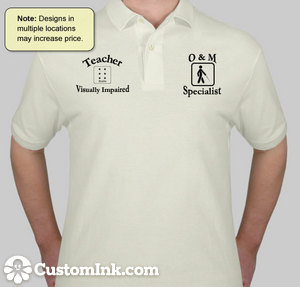 Note: Designs in
multiple locations
may increase price.
Teacher
Visually Impaired
O & M
Specialist
CustomInk.com